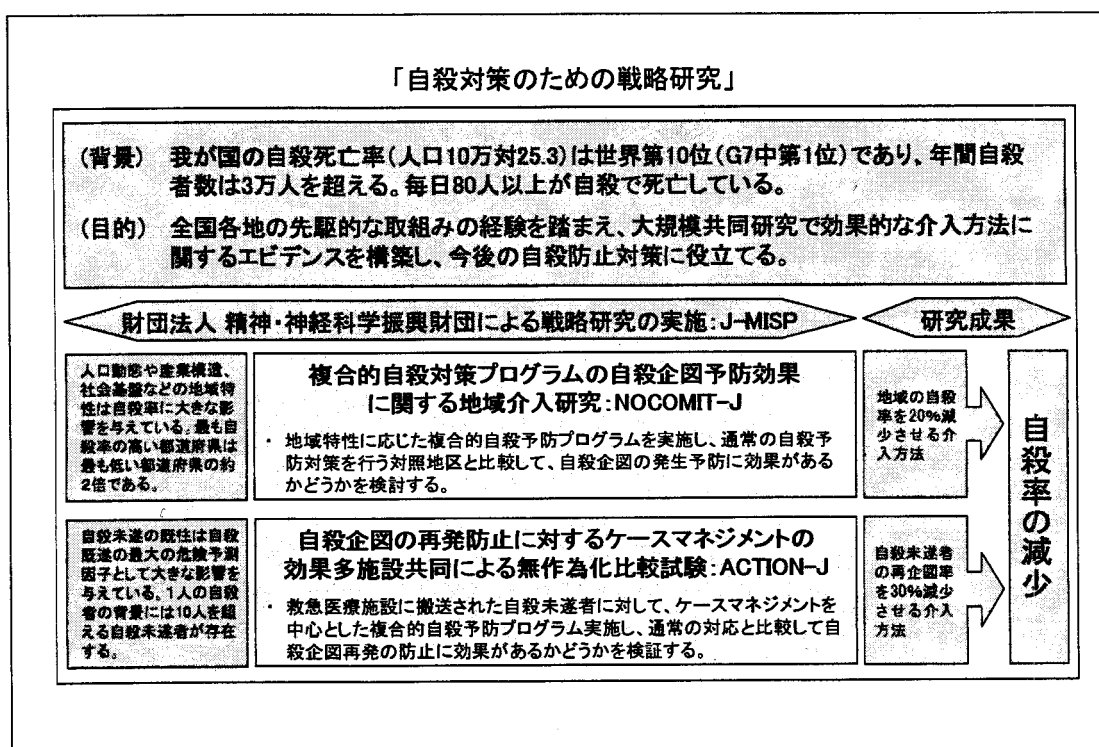 「自殺対策のための戦略研究」
(背景) 我が国の自殺死亡率(人口10万対25.3)は世界第10位(G7中第1位)であり、年間自殺
者数は3万人を超える。毎日80人以上が自殺で死亡している。
(目的) 全国各地の先駆的な取組みの経験を踏まえ、大規模共同研究で効果的な介入方法に
関するエビデンスを構築し、今後の自殺防止対策に役立てる。
財団法人 精神・神経科学振興財団による戦略研究の実施:J-MISP
研究成果
人口動態や産業構造、
社会基盤などの地域特
性は自殺率に大きな影
響を与えている。最も自
殺率の高い都道府県は
最も低い都道府県の約
2倍である。
複合的自殺対策プログラムの自殺企図予防効果
に関する地域介入研究:NOCOMIT-J
・ 地域特性に応じた複合的自殺予防プログラムを実施し、通常の自殺予
防対策を行う対照地区と比較して、自殺企図の発生予防に効果がある
かどうかを検討する。
地域の自殺
率を20%減
少させる介
入方法
自殺未遂の既往は自殺
既遂の最大の危険予測
因子として大きな影響を
与えている。1人の自殺
者の背景には10人を超
える自殺未遂者が存在
する。
自殺企図の再発防止に対するケースマネジメントの
効果多施設共同による無作為化比較試験:ACTION-J
・ 救急医療施設に搬送された自殺未遂者に対して、ケースマネジメントを
中心とした複合的自殺予防プログラム実施し、通常の対応と比較して自
殺企図再発の防止に効果があるかどうかを検証する。
自殺未遂者
の再企図率
を30%減少
させる介入
方法
自殺率の減少